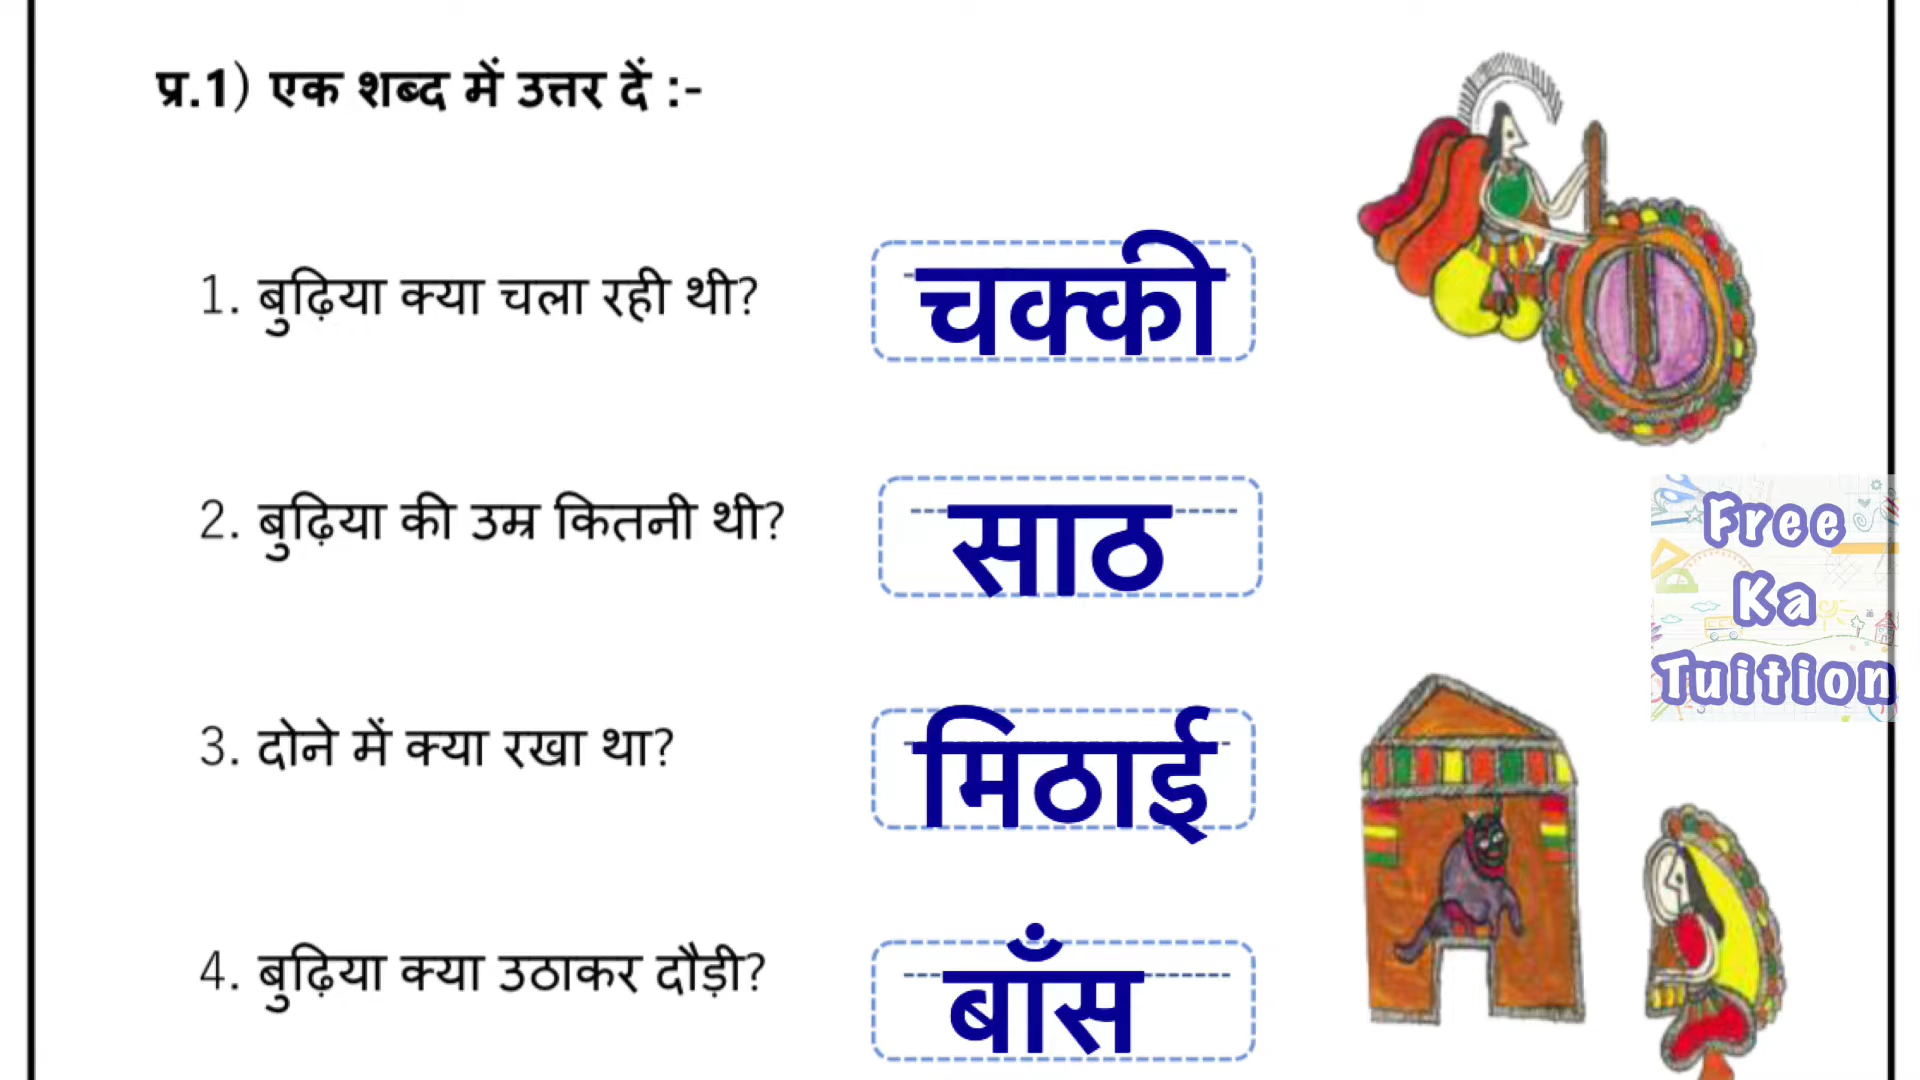 प्र.1) एक शब्द में उत्तर दें :-
1. बुढ़िया क्या चला रही थी? चक्की
2. बुढ़िया की उम्र कितनी थी? साठ
3. दोने में क्या रखा था? मिठाई
4. बुढ़िया क्या उठाकर दौड़ी? बाँस
Free
Ka
Tuition